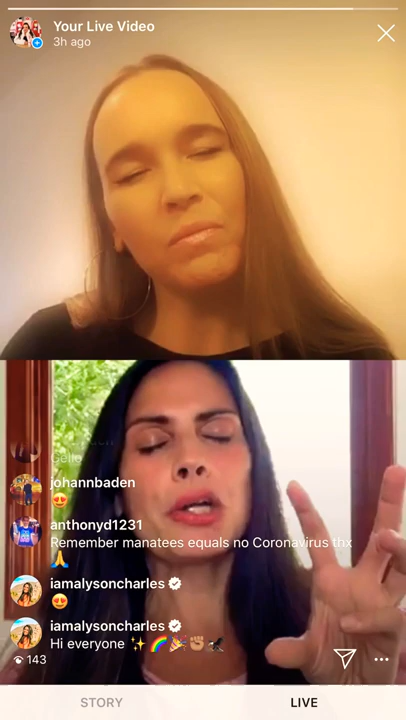 Your Live Video
3h ago
johannbaden
😍
anthonyd1231
Remember manatees equals no Coronavirus thx
🙏
iamalysoncharles
😍
iamalysoncharles
Hi everyone ✨🌈🎉✊🏽🦅
143
STORY
LIVE